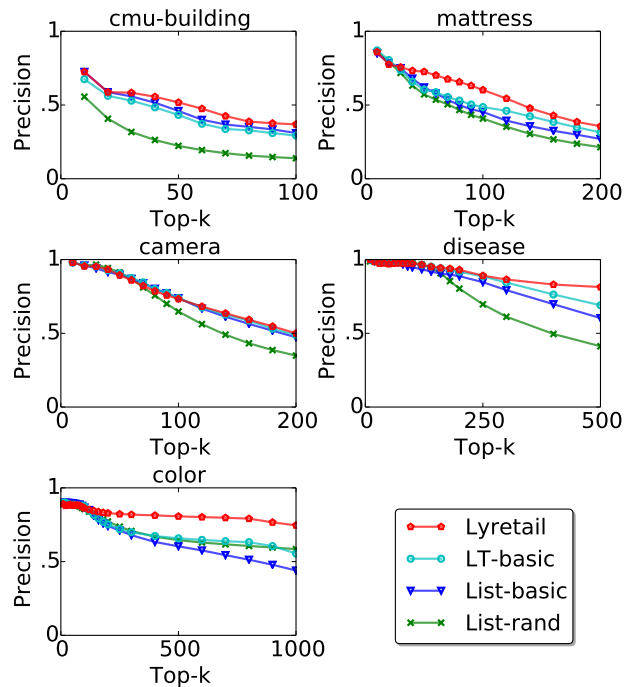 cmu-building
1
.5
0
Precision
0 50 100
Top-k
mattress
1
.5
0
Precision
0 100 200
Top-k
camera
1
.5
0
Precision
0 100 200
Top-k
disease
1
.5
0
Precision
0 250 500
Top-k
color
1
.5
0
Precision
0 500 1000
Top-k
Lyretail
LT-basic
List-basic
List-rand